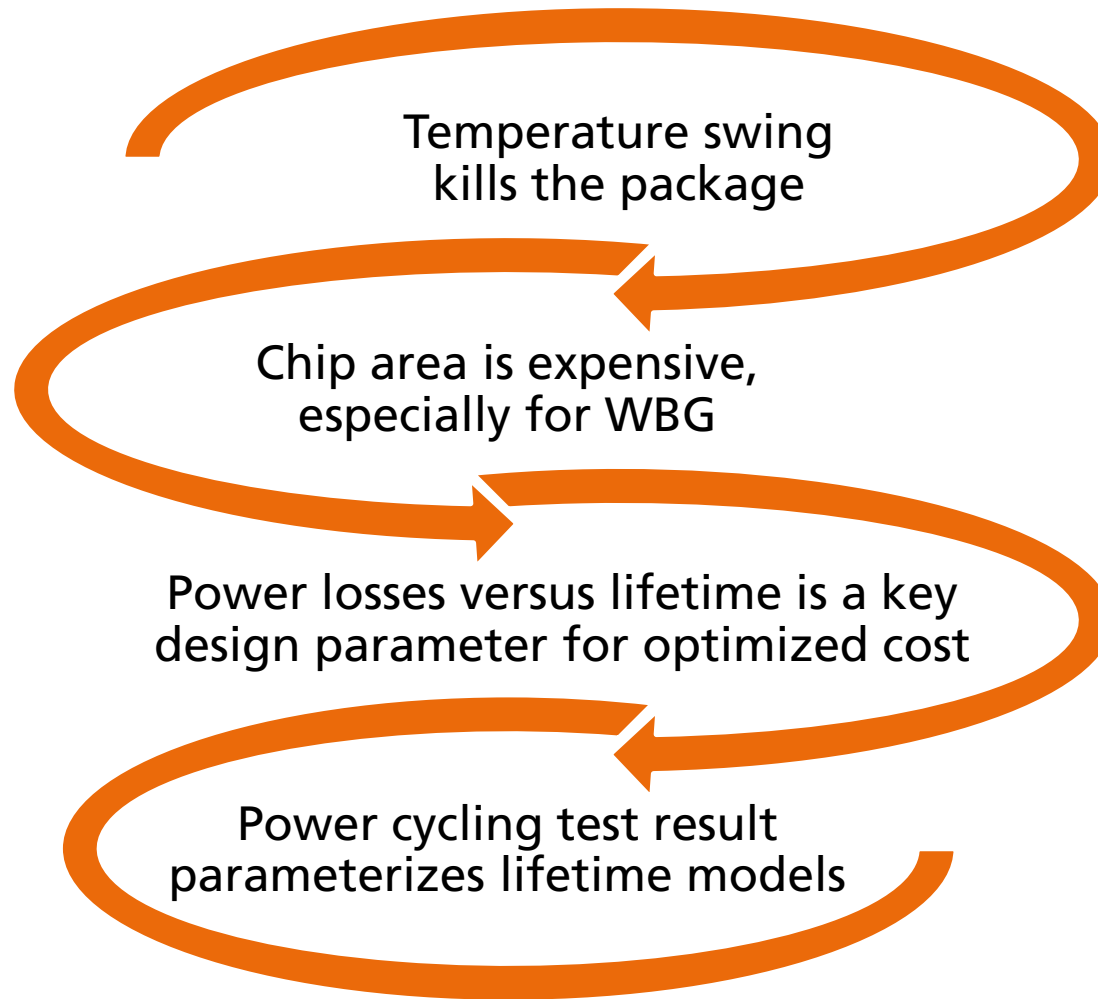 Temperature swing
kills the package
Chip area is expensive,
especially for WBG
Power losses versus lifetime is a key
design parameter for optimized cost
Power cycling test result
parameterizes lifetime models